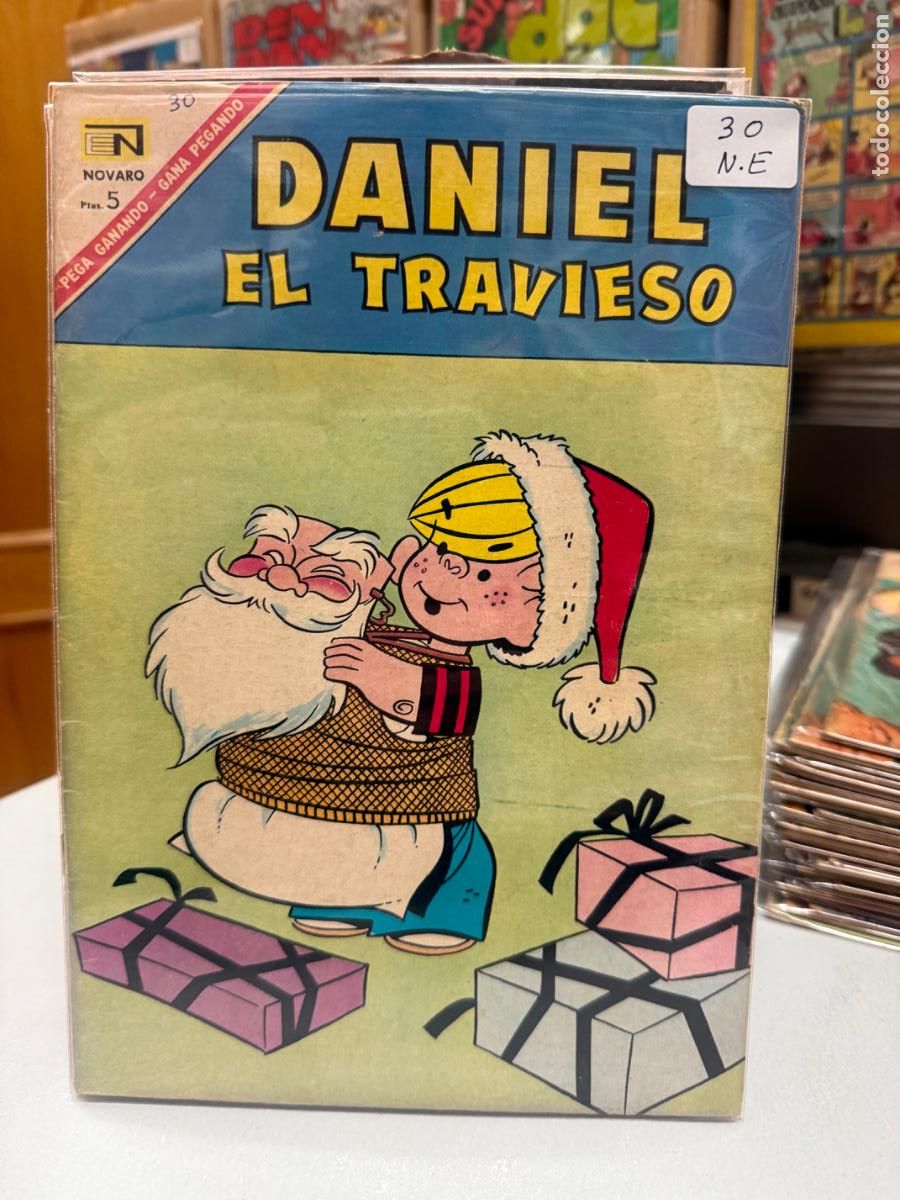 30
EN
NOVARO
Ptas. 5
PEGA GANANDO - GANA PEGANDO
DANIEL
EL TRAVIESO
30
N.E
todocoleccion